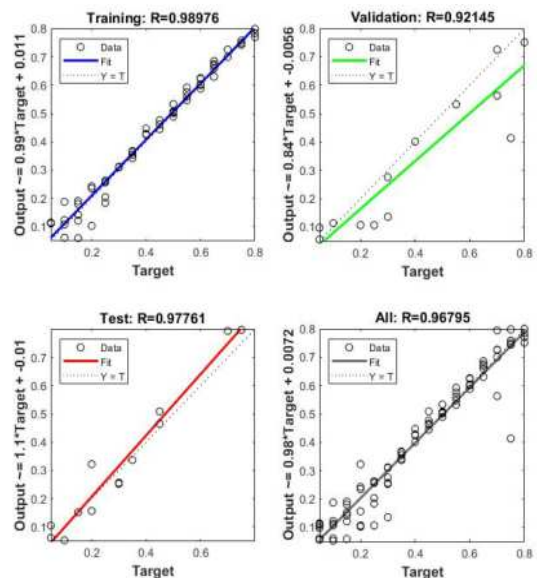 Training: R=0.98976
Output ~= 0.99*Target + 0.011
0.8
0.7
0.6
0.5
0.4
0.3
0.2
0.1
Data
Fit
Y = T
0.2 0.4 0.6 0.8
Target
Validation: R=0.92145
Output ~= 0.84*Target + -0.0056
0.8
0.7
0.6
0.5
0.4
0.3
0.2
0.1
Data
Fit
Y = T
0.2 0.4 0.6 0.8
Target
Test: R=0.97761
Output ~= 1.1*Target + -0.01
0.7
0.6
0.5
0.4
0.3
0.2
0.1
Data
Fit
Y = T
0.2 0.4 0.6
Target
All: R=0.96795
Output ~= 0.98*Target + 0.0072
0.8
0.7
0.6
0.5
0.4
0.3
0.2
0.1
Data
Fit
Y = T
0.2 0.4 0.6 0.8
Target